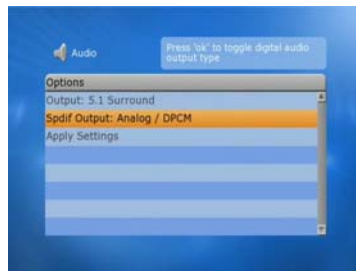 Audio
Press 'ok' to toggle digital audio
output type
Options
Output: 5.1 Surround
Spdif Output: Analog / DPCM
Apply Settings